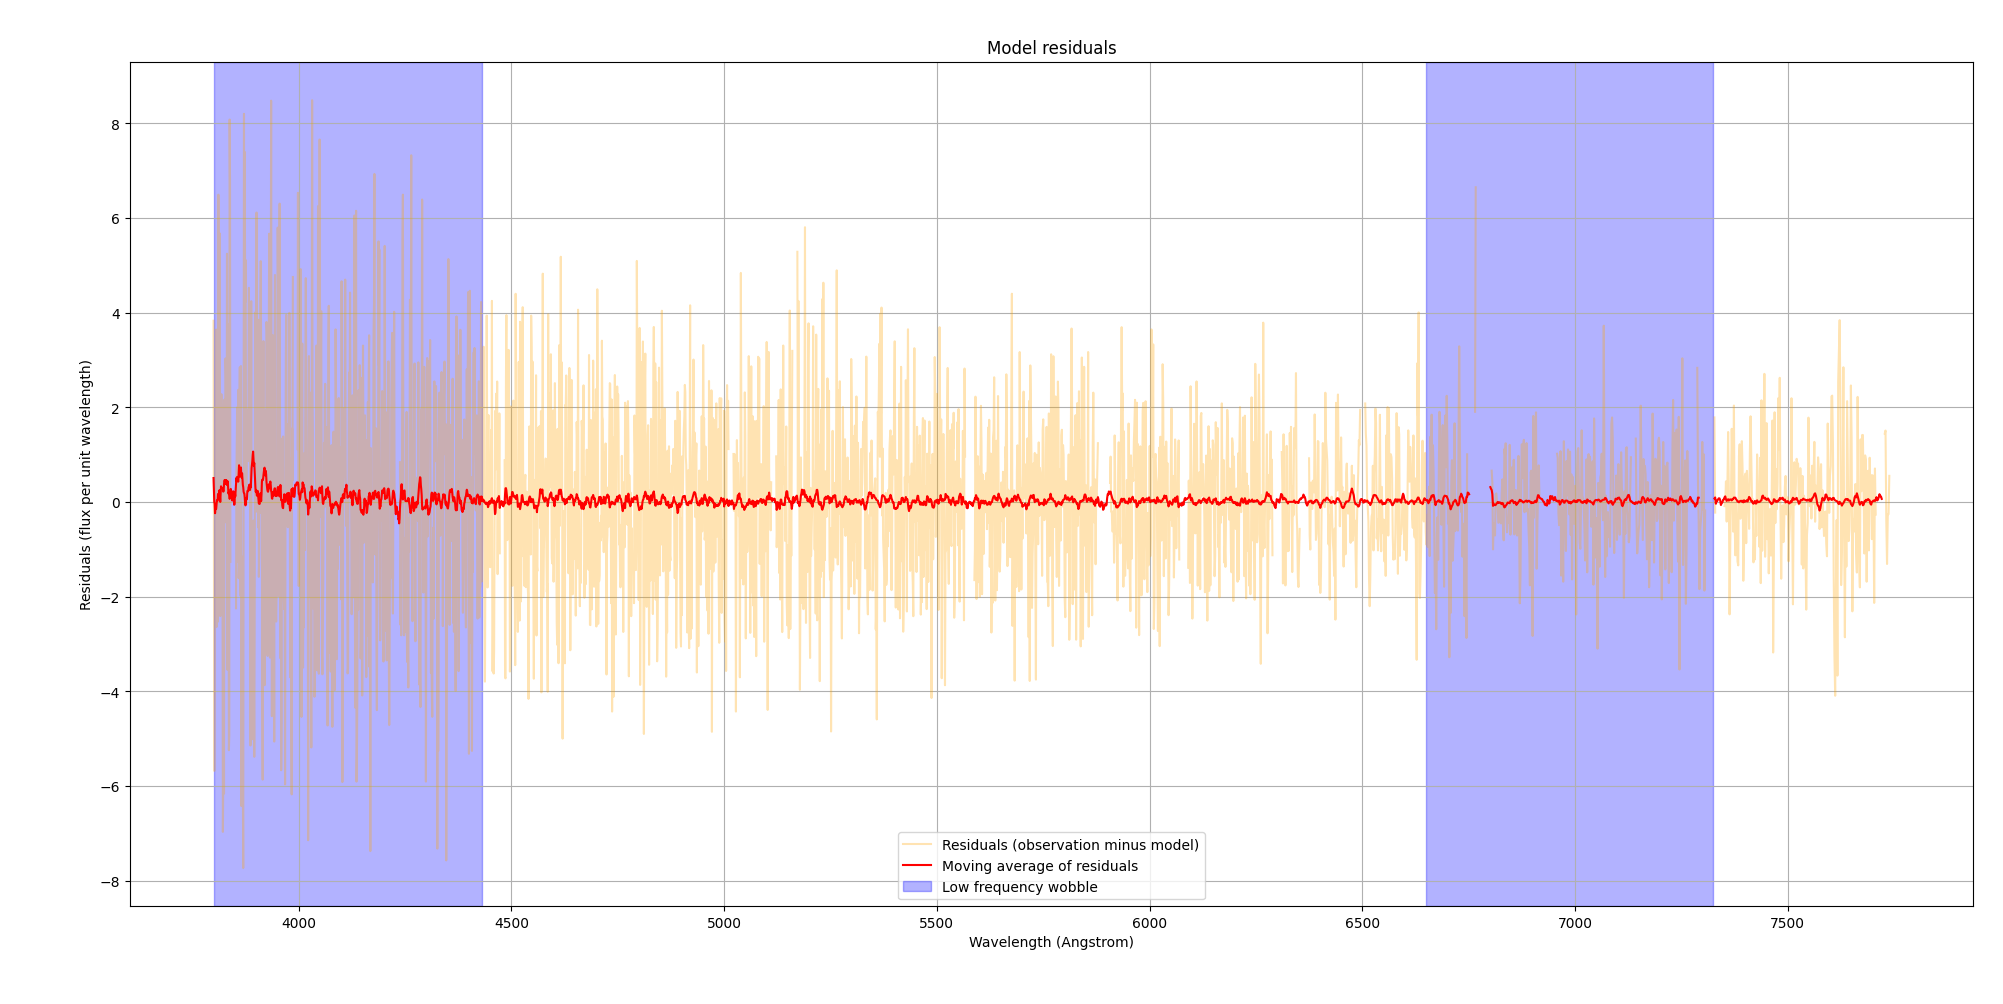 Model residuals
Residuals (flux per unit wavelength)
8
6
4
2
0
−2
−4
−6
−8
Residuals (observation minus model)
Moving average of residuals
Low frequency wobble
4000 4500 5000 5500 6000 6500 7000 7500
Wavelength (Angstrom)